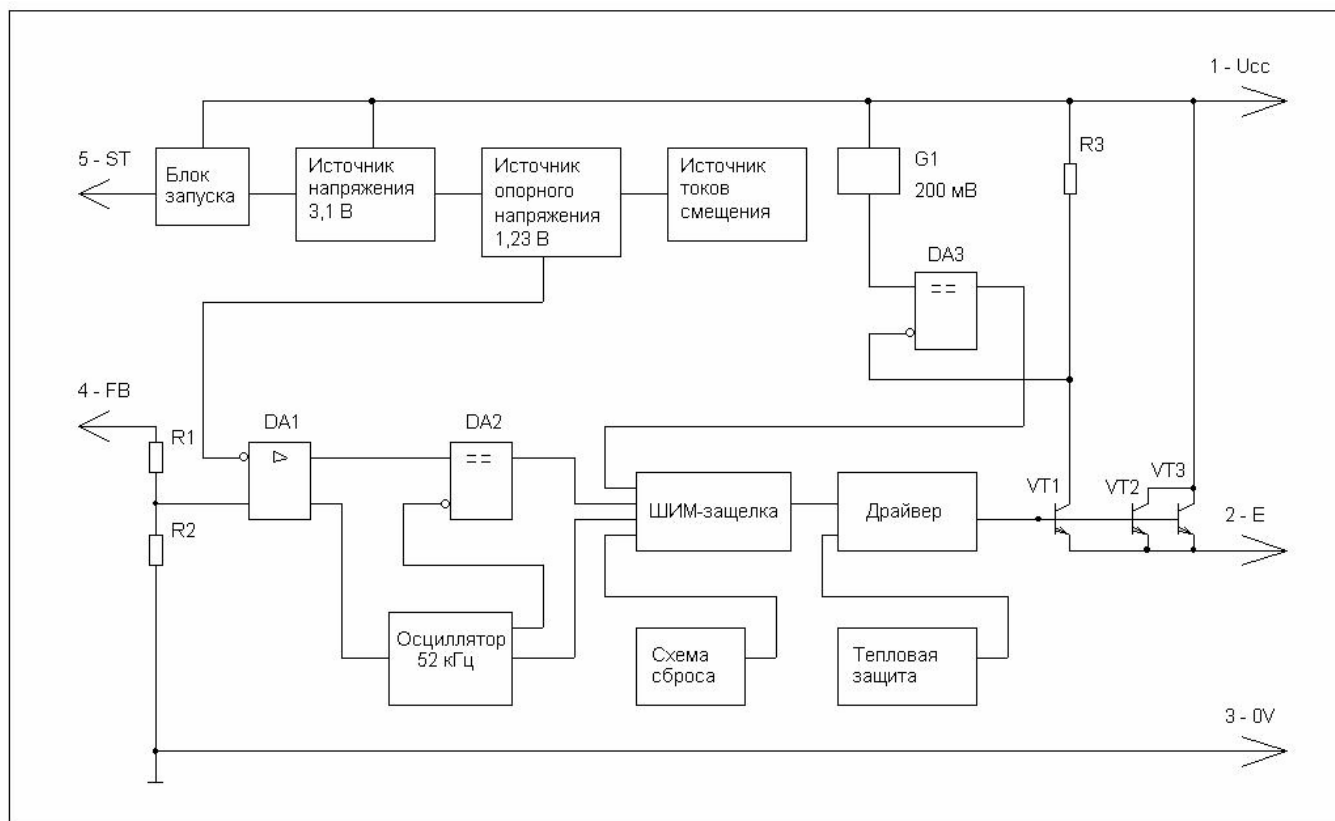 1 - Ucc
5 - ST
Блок
запуска
Источник
напряжения
3,1 В
Источник
опорного
напряжения
1,23 В
Источник
токов
смещения
G1
200 мВ
R3
DA3
==
4 - FB
R1
R2
DA1
DA2
==
ШИМ-защелка
Драйвер
VT1
VT2
VT3
2 - E
Осциллятор
52 кГц
Схема
сброса
Тепловая
защита
3 - 0V